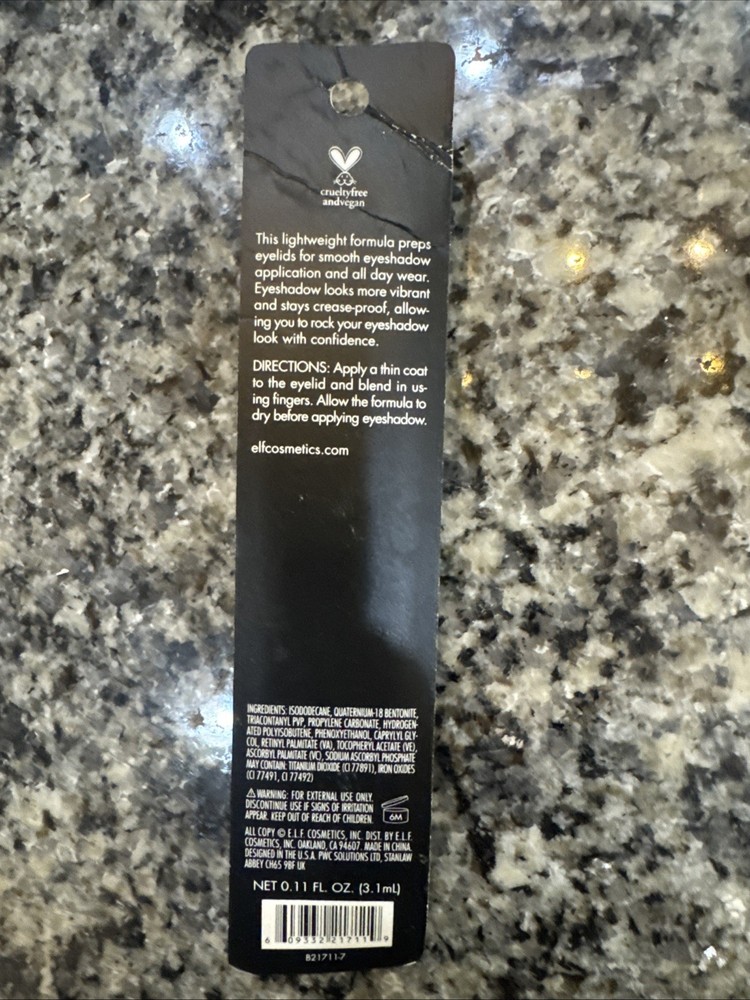 crueltyfree
andvegan
This lightweight formula preps
eyelids for smooth eyeshadow
application and all day wear.
Eyeshadow looks more vibrant
and stays crease-proof, allow-
ing you to rock your eyeshadow
look with confidence.
DIRECTIONS: Apply a thin coat
to the eyelid and blend in us-
ing fingers. Allow the formula to
dry before applying eyeshadow.
elfcosmetics.com
INGREDIENTS: ISODODECANE, QUATERNIUM-18 BENTONITE,
TRIACONTANYL PVP, PROPYLENE CARBONATE, HYDROGEN-
ATED POLYISOBUTENE, PHENOXYETHANOL, CAPRYLYL GLY-
COL, RETINYL PALMITATE (VA), TOCOPHERYL ACETATE (VE),
ASCORBYL PALMITATE (VC), SODIUM ASCORBYL PHOSPHATE
MAY CONTAIN: TITANIUM DIOXIDE (CI 77891), IRON OXIDES
(CI 77491, CI 77492)
⚠WARNING: FOR EXTERNAL USE ONLY.
DISCONTINUE USE IF SIGNS OF IRRITATION
APPEAR. KEEP OUT OF REACH OF CHILDREN.
6M
ALL COPY © E.L.F. COSMETICS, INC. DIST. BY E.L.F.
COSMETICS, INC. OAKLAND, CA 94607. MADE IN CHINA.
DESIGNED IN THE U.S.A. PWC SOLUTIONS LTD, STANLAW
ABBEY CH65 9BF UK
NET 0.11 FL. OZ. (3.1mL)
6 09332 21711 9
B21711-7